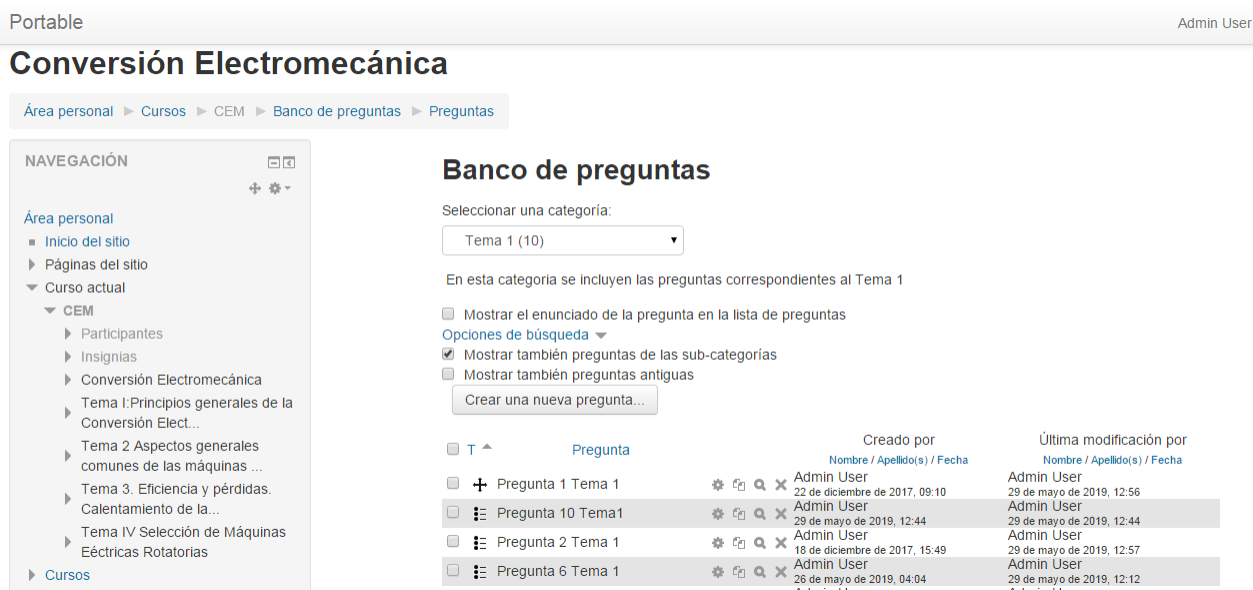 Portable
Admin User
Conversión Electromecánica
Área personal Cursos CEM Banco de preguntas Preguntas
NAVEGACIÓN
Área personal
Inicio del sitio
Páginas del sitio
Curso actual
CEM
Participantes
Insignias
Conversión Electromecánica
Tema I:Principios generales de la
Conversión Elect...
Tema 2 Aspectos generales
comunes de las máquinas ...
Tema 3. Eficiencia y pérdidas.
Calentamiento de la...
Tema IV Selección de Máquinas
Eéctricas Rotatorias
Cursos
Banco de preguntas
Seleccionar una categoría:
Tema 1 (10)
En esta categoria se incluyen las preguntas correspondientes al Tema 1
Mostrar el enunciado de la pregunta en la lista de preguntas
Opciones de búsqueda
Mostrar también preguntas de las sub-categorías
Mostrar también preguntas antiguas
Crear una nueva pregunta...
T Pregunta
Creado por
Nombre / Apellido(s) / Fecha
Última modificación por
Nombre / Apellido(s) / Fecha
Pregunta 1 Tema 1
Admin User
22 de diciembre de 2017, 09:10
Admin User
29 de mayo de 2019, 12:56
Pregunta 10 Tema1
Admin User
29 de mayo de 2019, 12:44
Admin User
29 de mayo de 2019, 12:44
Pregunta 2 Tema 1
Admin User
18 de diciembre de 2017, 15:49
Admin User
29 de mayo de 2019, 12:57
Pregunta 6 Tema 1
Admin User
26 de mayo de 2019, 04:04
Admin User
29 de mayo de 2019, 12:12